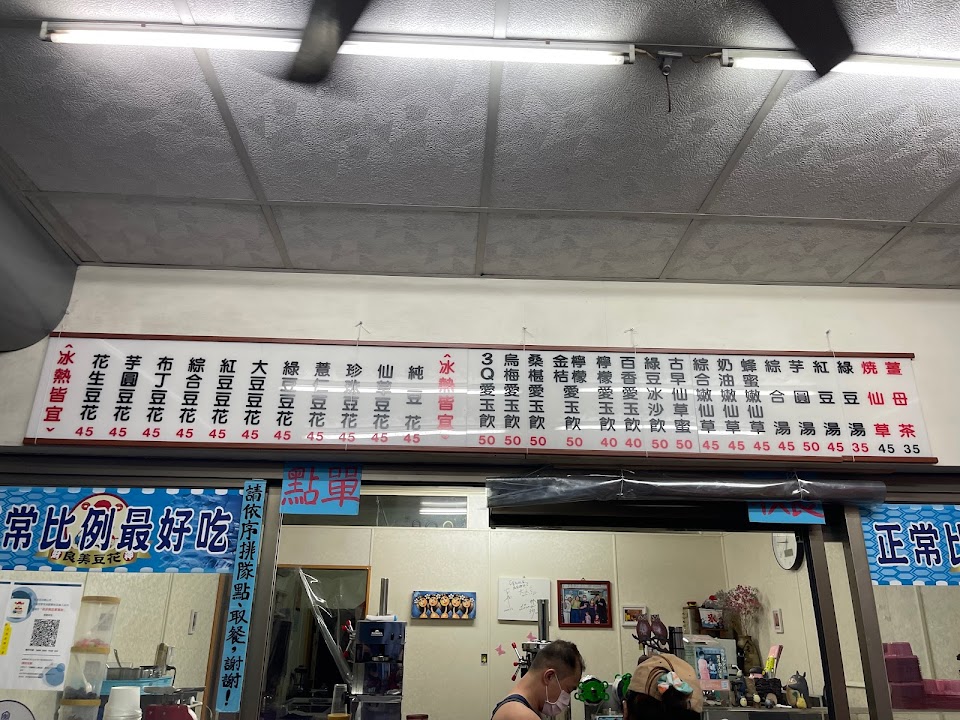 薑母茶 35
燒仙草 45
綠豆湯 35
紅豆湯 45
芋圓湯 50
綜合湯 45
蜂蜜嫩仙草 45
奶油嫩仙草 45
綜合嫩仙草 45
古早仙草蜜 50
綠豆冰沙飲 50
百香愛玉飲 40
檸檬愛玉飲 40
金桔檸檬愛玉飲 50
桑椹愛玉飲 50
烏梅愛玉飲 50
3Q愛玉飲 50
︿冰熱皆宜﹀
純豆花 45
仙草豆花 45
珍珠豆花 45
薏仁豆花 45
綠豆豆花 45
大豆豆花 45
紅豆豆花 45
綜合豆花 45
布丁豆花 45
芋圓豆花 45
花生豆花 45
︿冰熱皆宜﹀
點單
請依序排隊點、取餐，謝謝！
常比例最好吃
良美豆花
正常比